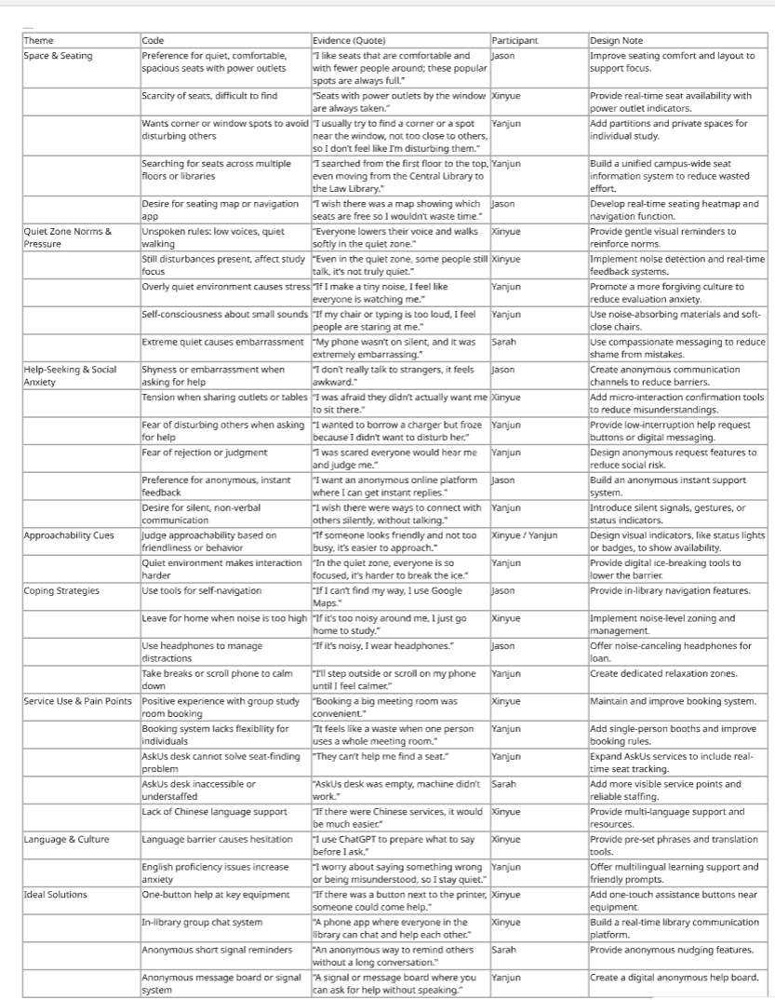 Theme Code Evidence (Quote) Participant Design Note
Space & Seating Preference for quiet, comfortable, "I like seats that are comfortable and Jason Improve seating comfort and layout to
spacious seats with power outlets with fewer people around; these popular support focus.
spots are always full."
Scarcity of seats, difficult to find "Seats with power outlets by the window Xinyue Provide real-time seat availability with
are always taken." power outlet indicators.
Wants corner or window spots to avoid "I usually try to find a corner or a spot Yanjun Add partitions and private spaces for
disturbing others near the window, not too close to others, individual study.
so I don't feel like I'm disturbing them."
Searching for seats across multiple "I searched from the first floor to the top, Yanjun Build a unified campus-wide seat
floors or libraries even moving from the Central Library to information system to reduce wasted
the Law Library." effort.
Desire for seating map or navigation "I wish there was a map showing which Jason Develop real-time seating heatmap and
app seats are free so I wouldn't waste time." navigation function.
Quiet Zone Norms & Unspoken rules: low voices, quiet "Everyone lowers their voice and walks Xinyue Provide gentle visual reminders to
Pressure walking softly in the quiet zone." reinforce norms.
Still disturbances present, affect study "Even in the quiet zone, some people still Xinyue Implement noise detection and real-time
focus talk, it's not truly quiet." feedback systems.
Overly quiet environment causes stress "If I make a tiny noise, I feel like Yanjun Promote a more forgiving culture to
everyone is watching me." reduce evaluation anxiety.
Self-consciousness about small sounds "If my chair or typing is too loud, I feel Yanjun Use noise-absorbing materials and soft-
people are staring at me." close chairs.
Extreme quiet causes embarrassment "My phone wasn't on silent, and it was Sarah Use compassionate messaging to reduce
extremely embarrassing." shame from mistakes.
Help-Seeking & Social Shyness or embarrassment when "I don't really talk to strangers, it feels Jason Create anonymous communication
Anxiety asking for help awkward." channels to reduce barriers.
Tension when sharing outlets or tables "I was afraid they didn't actually want me Xinyue Add micro-interaction confirmation tools
to sit there." to reduce misunderstandings.
Fear of disturbing others when asking "I wanted to borrow a charger but froze Yanjun Provide low-interruption help request
for help because I didn't want to disturb her." buttons or digital messaging.
Fear of rejection or judgment "I was scared everyone would hear me Yanjun Design anonymous request features to
and judge me." reduce social risk.
Preference for anonymous, instant "I want an anonymous online platform Jason Build an anonymous instant support
feedback where I can get instant replies." system.
Desire for silent, non-verbal "I wish there were ways to connect with Yanjun Introduce silent signals, gestures, or
communication others silently, without talking." status indicators.
Approachability Cues Judge approachability based on "If someone looks friendly and not too Xinyue / Yanjun Design visual indicators, like status lights
friendliness or behavior busy, it's easier to approach." or badges, to show availability.
Quiet environment makes interaction "In the quiet zone, everyone is so Yanjun Provide digital ice-breaking tools to
harder focused, it's harder to break the ice." lower the barrier.
Coping Strategies Use tools for self-navigation "If I can't find my way, I use Google Jason Provide in-library navigation features.
Maps."
Leave for home when noise is too high "If it's too noisy around me, I just go Xinyue Implement noise-level zoning and
home to study." management.
Use headphones to manage "If it's noisy, I wear headphones." Jason Offer noise-canceling headphones for
distractions loan.
Take breaks or scroll phone to calm "I'll step outside or scroll on my phone Yanjun Create dedicated relaxation zones.
down until I feel calmer."
Service Use & Pain Points Positive experience with group study "Booking a big meeting room was Xinyue Maintain and improve booking system.
room booking convenient."
Booking system lacks flexibility for "It feels like a waste when one person Yanjun Add single-person booths and improve
individuals uses a whole meeting room." booking rules.
AskUs desk cannot solve seat-finding "They can't help me find a seat." Yanjun Expand AskUs services to include real-
problem time seat tracking.
AskUs desk inaccessible or "AskUs desk was empty, machine didn't Sarah Add more visible service points and
understaffed work." reliable staffing.
Lack of Chinese language support "If there were Chinese services, it would Xinyue Provide multi-language support and
be much easier." resources.
Language & Culture Language barrier causes hesitation "I use ChatGPT to prepare what to say Xinyue Provide pre-set phrases and translation
before I ask." tools.
English proficiency issues increase "I worry about saying something wrong Yanjun Offer multilingual learning support and
anxiety or being misunderstood, so I stay quiet." friendly prompts.
Ideal Solutions One-button help at key equipment "If there was a button next to the printer, Xinyue Add one-touch assistance buttons near
someone could come help." equipment.
In-library group chat system "A phone app where everyone in the Xinyue Build a real-time library communication
library can chat and help each other." platform.
Anonymous short signal reminders "An anonymous way to remind others Sarah Provide anonymous nudging features.
without a long conversation."
Anonymous message board or signal "A signal or message board where you Yanjun Create a digital anonymous help board.
system can ask for help without speaking."